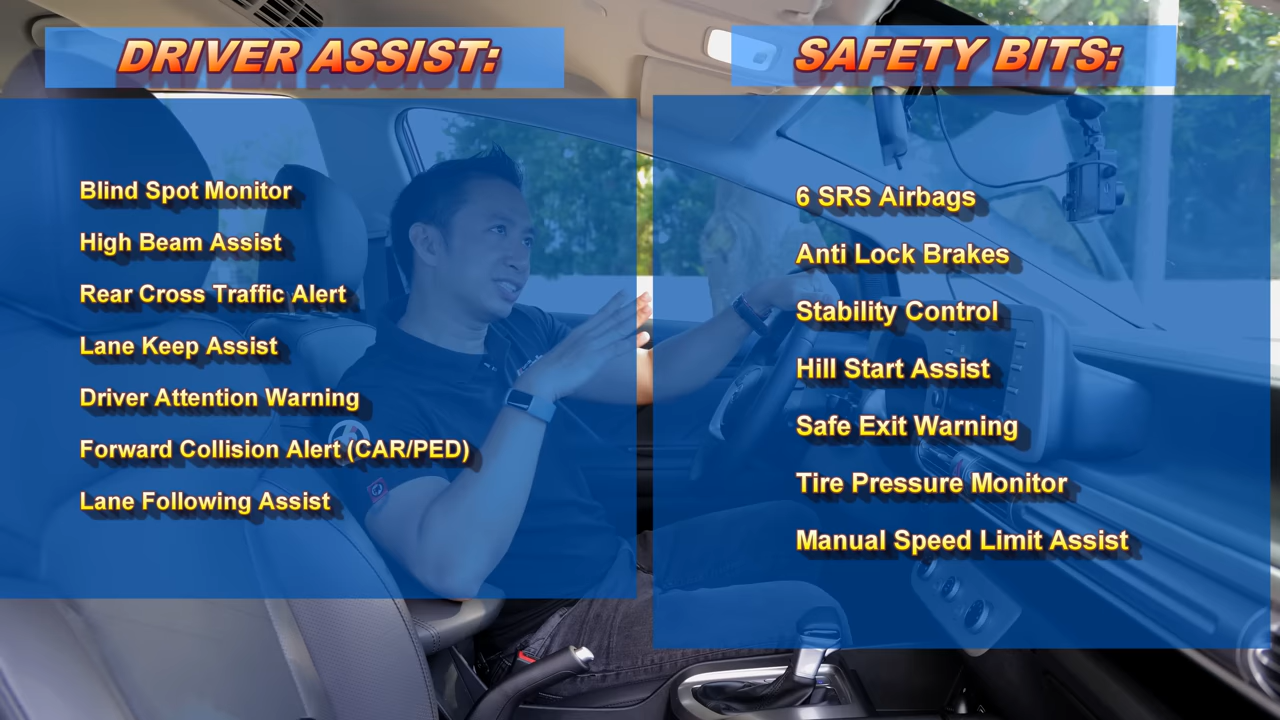 DRIVER ASSIST:
Blind Spot Monitor
High Beam Assist
Rear Cross Traffic Alert
Lane Keep Assist
Driver Attention Warning
Forward Collision Alert (CAR/PED)
Lane Following Assist
SAFETY BITS:
6 SRS Airbags
Anti Lock Brakes
Stability Control
Hill Start Assist
Safe Exit Warning
Tire Pressure Monitor
Manual Speed Limit Assist